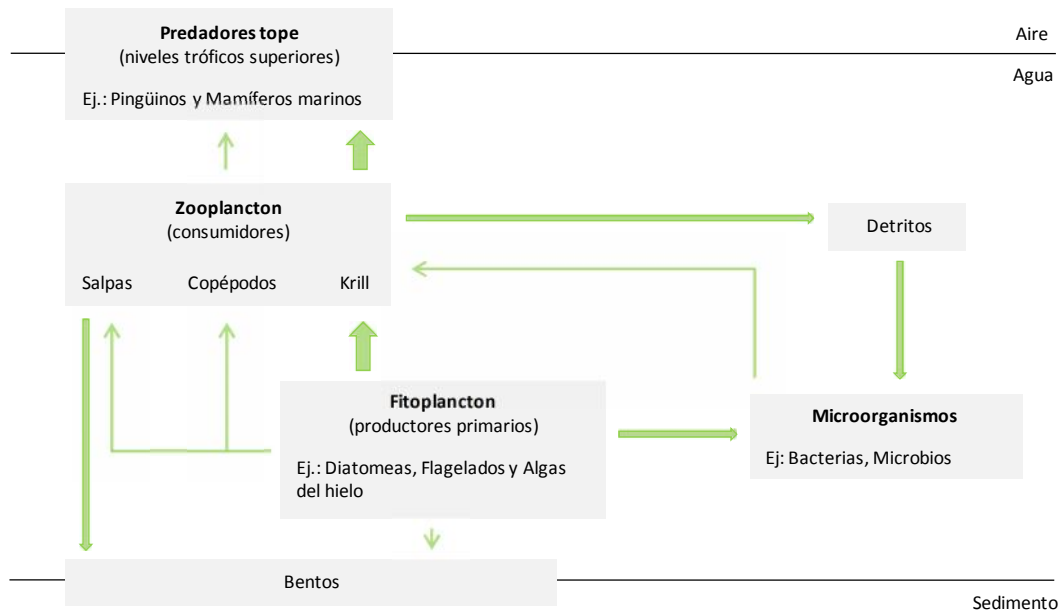 Predadores tope
(niveles tróficos superiores)
Ej.: Pingüinos y Mamíferos marinos
Aire
Agua
Zooplancton
(consumidores)
Salpas Copépodos Krill
Detritos
Fitoplancton
(productores primarios)
Ej.: Diatomeas, Flagelados y Algas
del hielo
Microorganismos
Ej: Bacterias, Microbios
Bentos
Sedimento